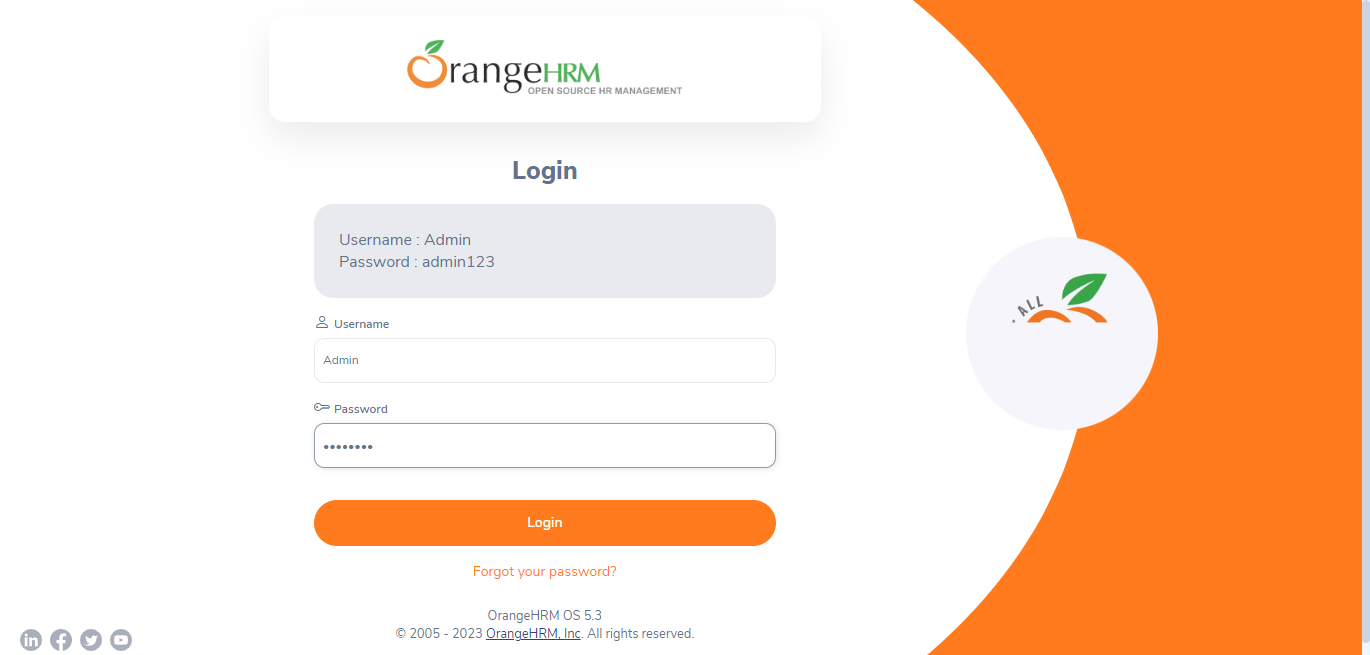 OrangeHRM
OPEN SOURCE HR MANAGEMENT
Login
Username : Admin
Password : admin123
Username
Admin
Password
••••••••
Login
Forgot your password?
OrangeHRM OS 5.3
© 2005 - 2023 OrangeHRM, Inc. All rights reserved.
· ALL